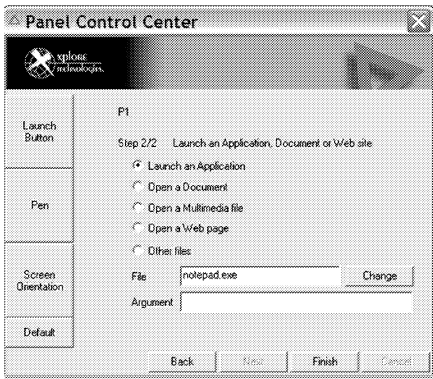 Panel Control Center
xplore
technologies.
Launch
Button
Pen
Screen
Orientation
Default
P1
Step 2/2 Launch an Application, Document or Web site
Launch an Application
Open a Document
Open a Multimedia file
Open a Web page
Other files
File notepad.exe Change
Argument
Back Next Finish Cancel